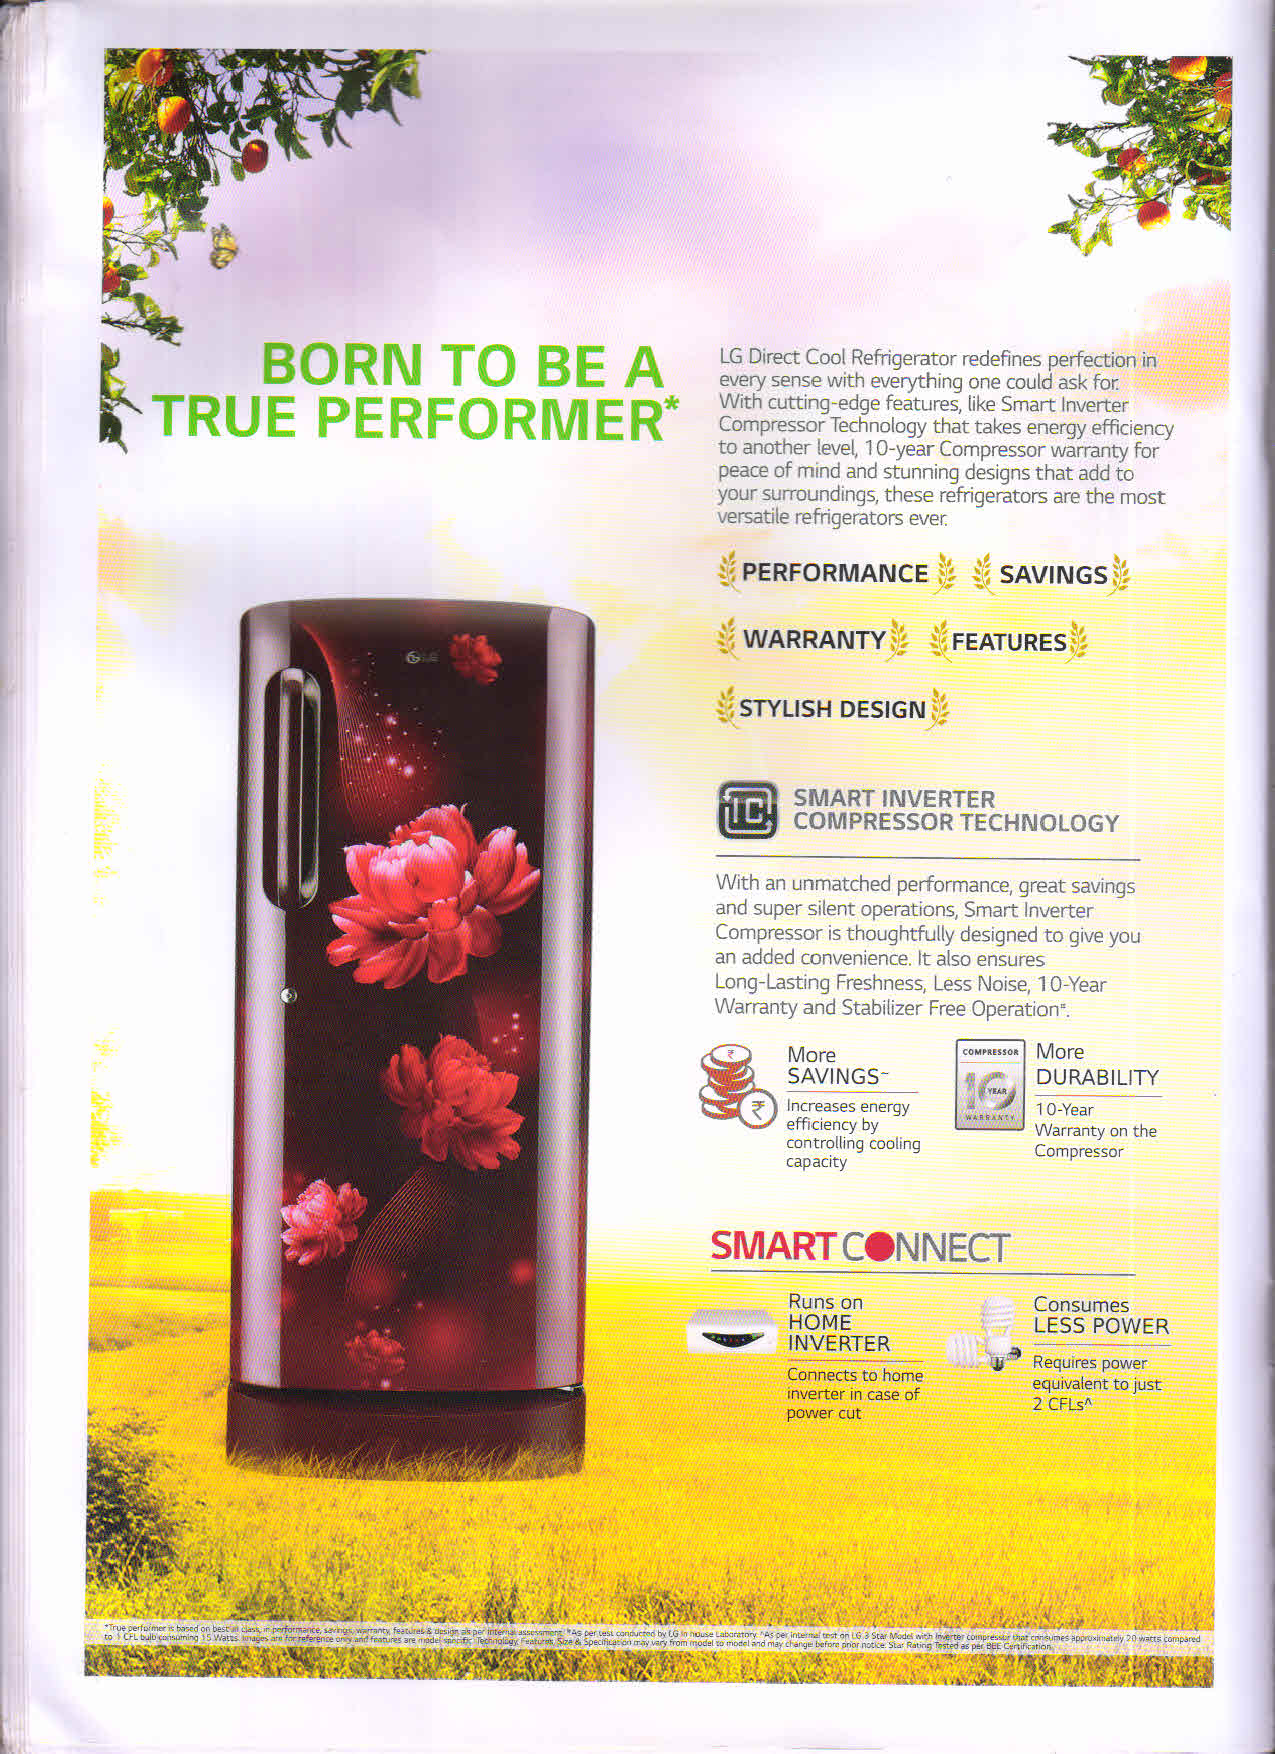 BORN TO BE A
TRUE PERFORMER*
LG Direct Cool Refrigerator redefines perfection in
every sense with everything one could ask for.
With cutting-edge features, like Smart Inverter
Compressor Technology that takes energy efficiency
to another level, 10-year Compressor warranty for
peace of mind and stunning designs that add to
your surroundings, these refrigerators are the most
versatile refrigerators ever.
PERFORMANCE SAVINGS
WARRANTY FEATURES
STYLISH DESIGN
LG
IC
SMART INVERTER
COMPRESSOR TECHNOLOGY
With an unmatched performance, great savings
and super silent operations, Smart Inverter
Compressor is thoughtfully designed to give you
an added convenience. It also ensures
Long-Lasting Freshness, Less Noise, 10-Year
Warranty and Stabilizer Free Operation#.
₹
₹
More
SAVINGS~
Increases energy
efficiency by
controlling cooling
capacity
COMPRESSOR
10
YEAR
WARRANTY
More
DURABILITY
10-Year
Warranty on the
Compressor
SMART CONNECT
Runs on
HOME
INVERTER
Connects to home
inverter in case of
power cut
Consumes
LESS POWER
Requires power
equivalent to just
2 CFLs^
*True performer is based on best in class, in performance, savings, warranty, features & design as per internal assessment. #As per test conducted by LG in house Laboratory. ^As per internal test on LG 3 Star Model with Inverter compressor that consumes approximately 20 watts compared
to 1 CFL bulb consuming 15 Watts. Images are for reference only and features are model specific. Technology, Features, Size & Specification may vary from model to model and may change before prior notice. Star Rating Tested as per BEE Certification.